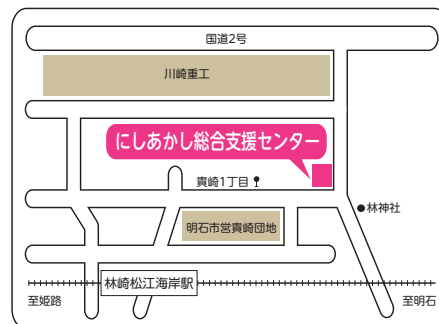 国道2号
川崎重工
にしあかし総合支援センター
貴崎1丁目
林神社
明石市営貴崎団地
林崎松江海岸駅
至姫路
至明石